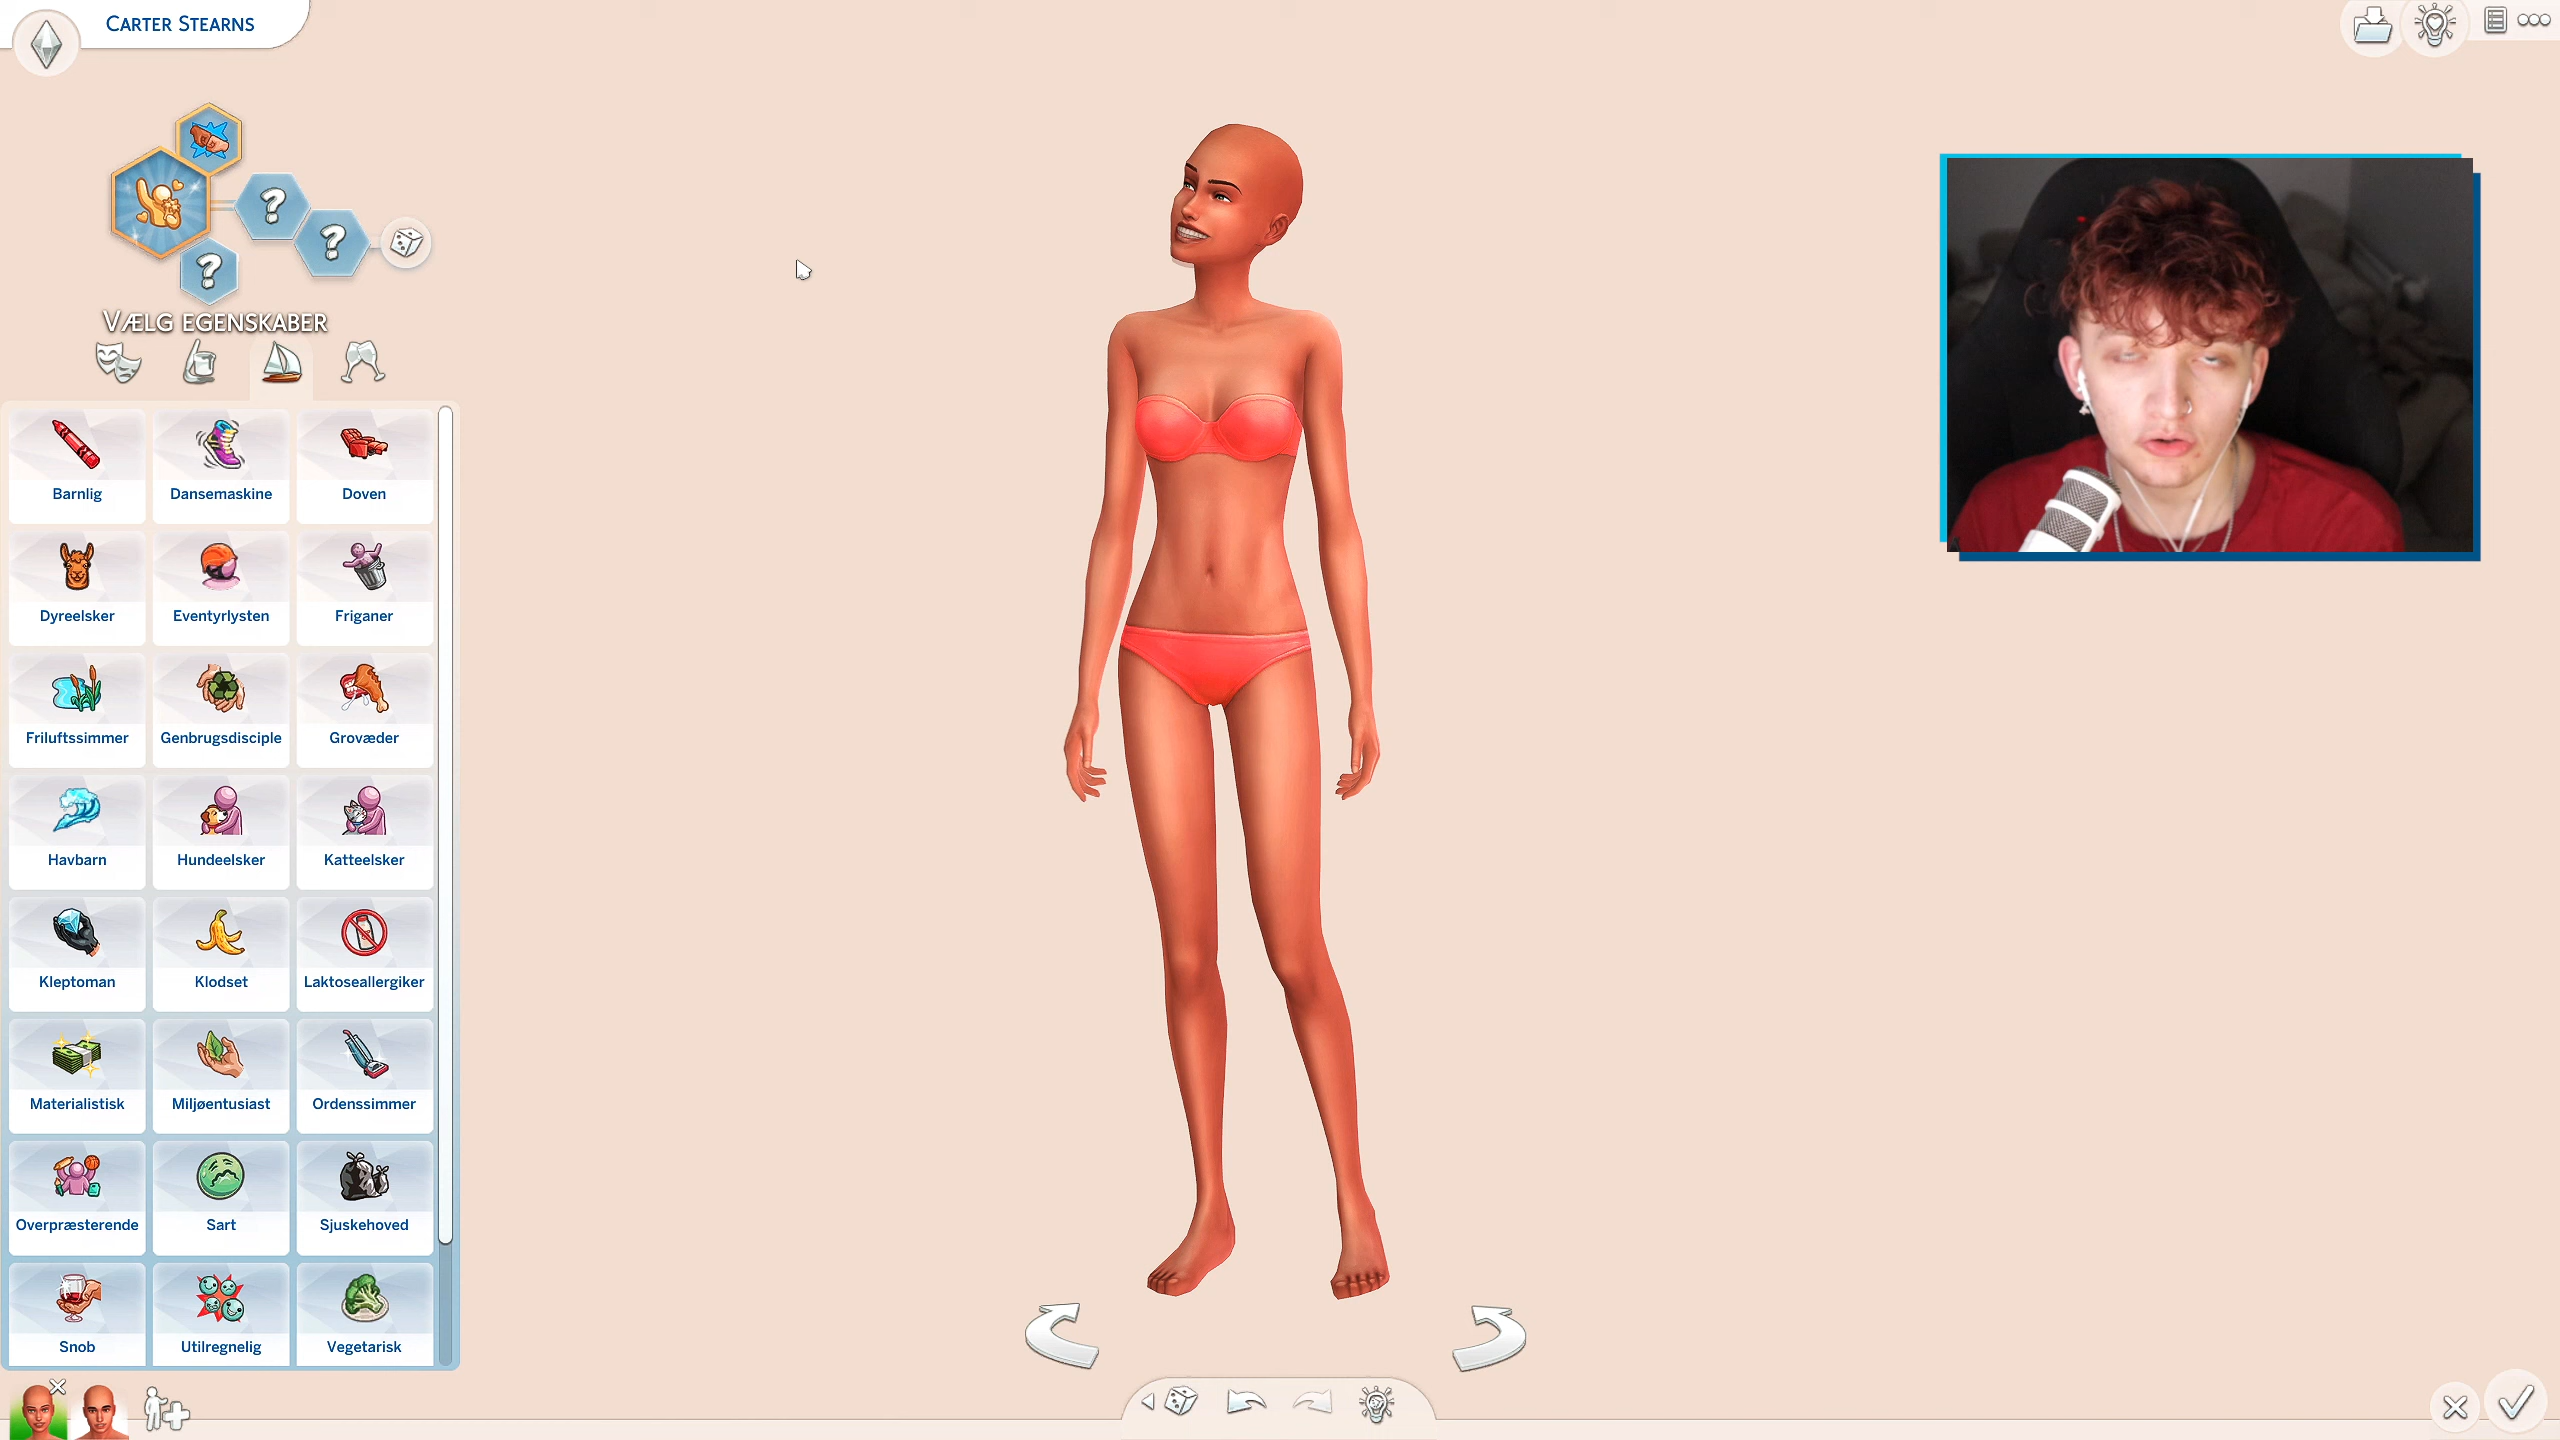 CARTER STEARNS
VÆLG EGENSKABER
Barnlig
Dansemaskine
Doven
Dyreelsker
Eventyrlysten
Friganer
Friluftssimmer
Genbrugsdisciple
Grovæder
Havbarn
Hundeelsker
Katteelsker
Kleptoman
Klodset
Laktoseallergiker
Materialistisk
Miljøentusiast
Ordenssimmer
Overpræsterende
Sart
Sjuskehoved
Snob
Utilregnelig
Vegetarisk